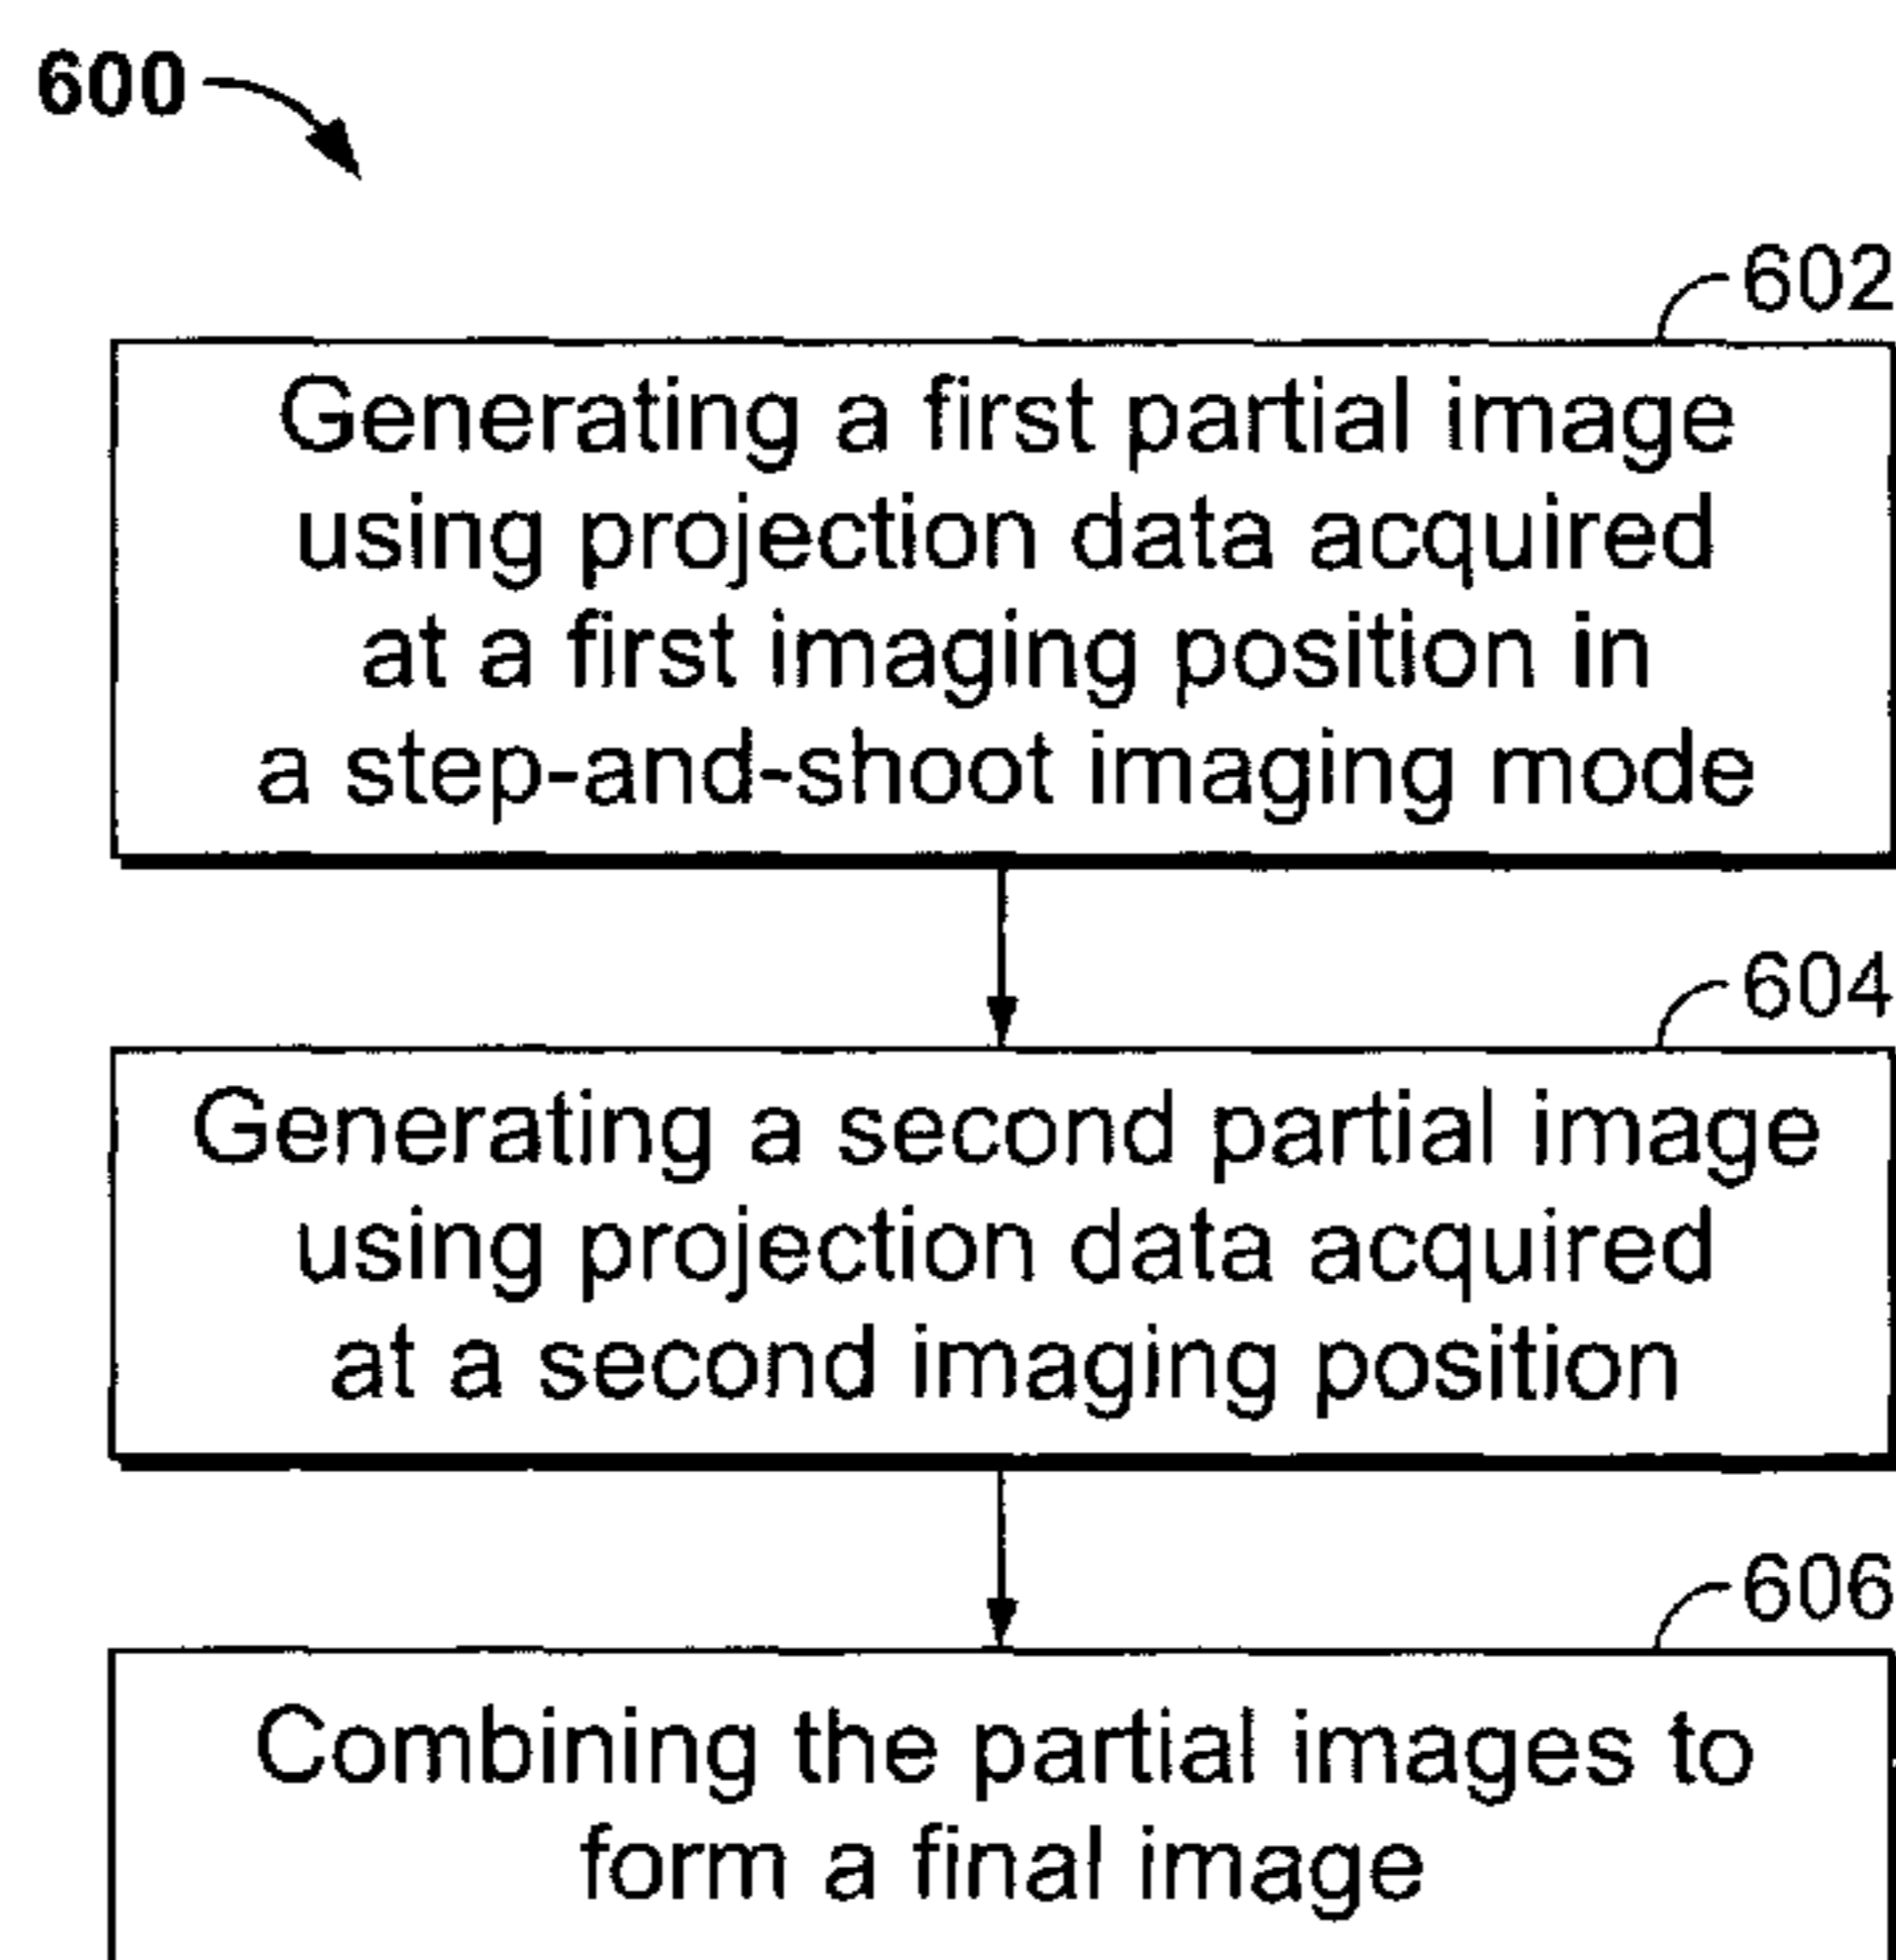 600
602
Generating a first partial image
using projection data acquired
at a first imaging position in
a step-and-shoot imaging mode
604
Generating a second partial image
using projection data acquired
at a second imaging position
606
Combining the partial images to
form a final image